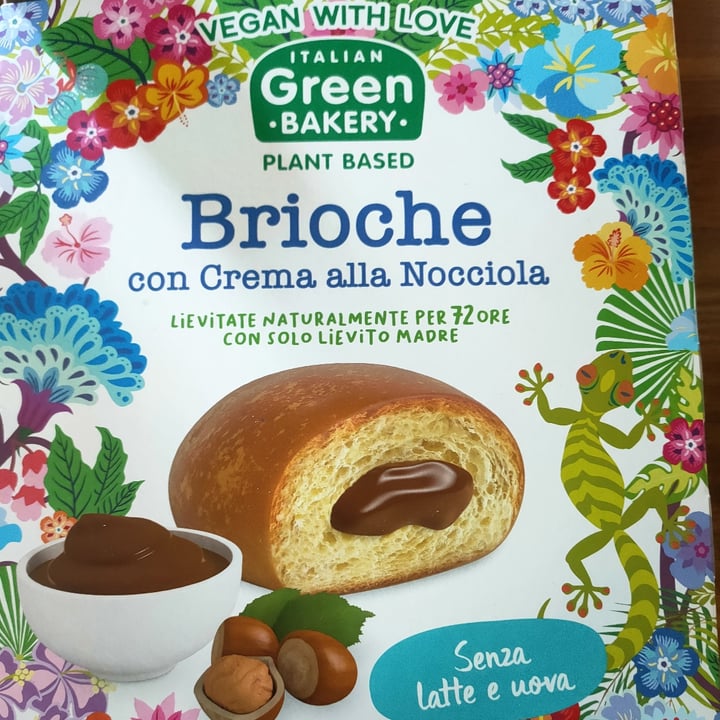 VEGAN WITH LOVE
ITALIAN
Green
·BAKERY·
PLANT BASED
Brioche
con Crema alla Nocciola
LiEVITATE NATURALMENTE PER 72 ORE
CON SOLO LiEVITO MADRE
Senza
latte e uova